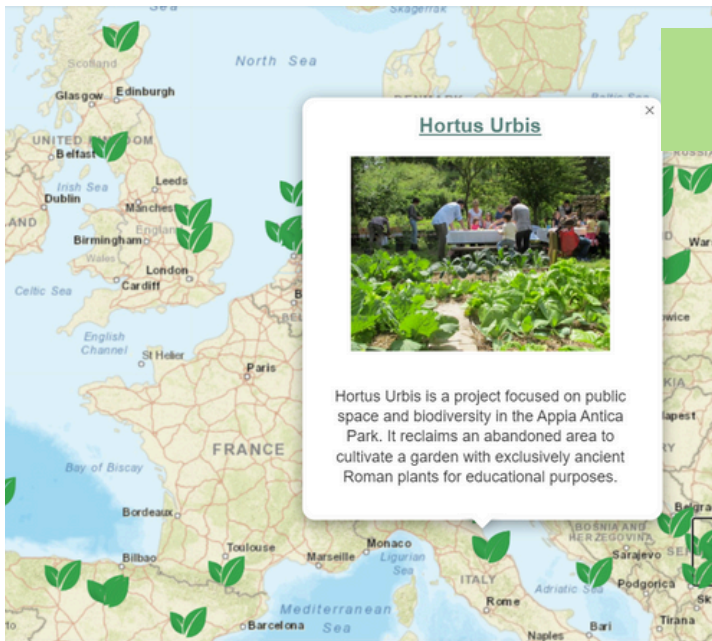 Sea
Skagerrak
North Sea
Scotland
Glasgow
Edinburgh
UNITED KINGDOM
Belfast
Irish Sea
Dublin
Leeds
Manchester
Birmingham
England
Wales
London
Cardiff
Celtic Sea
English
Channel
St Helier
Paris
FRANCE
Bay of Biscay
Bordeaux
Bilbao
Toulouse
Marseille
Monaco
Ligurian
Sea
Barcelona
Mediterranean
Sea
ITALY
Rome
Naples
Bari
Adriatic Sea
BOSNIA AND
HERZEGOVINA
Sarajevo
Podgorica
Tirana
×
Hortus Urbis
Hortus Urbis is a project focused on public
space and biodiversity in the Appia Antica
Park. It reclaims an abandoned area to
cultivate a garden with exclusively ancient
Roman plants for educational purposes.